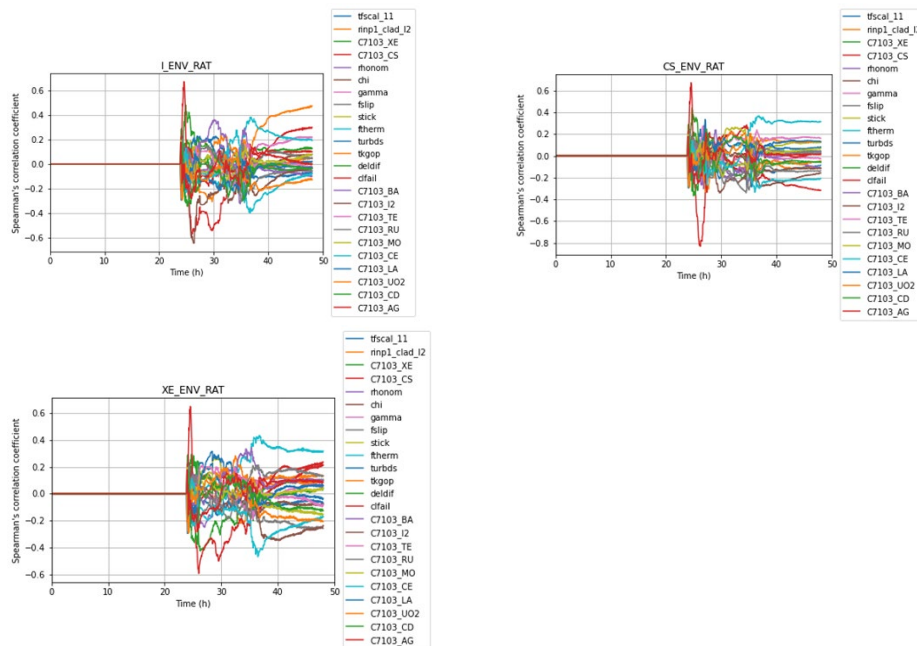 I_ENV_RAT
Spearman's correlation coefficient
0.6
0.4
0.2
0.0
−0.2
−0.4
−0.6
0
10
20
30
40
50
Time (h)
tfscal_11
rinp1_clad_I2
C7103_XE
C7103_CS
rhonom
chi
gamma
fslip
stick
ftherm
turbds
tkgop
deldif
clfail
C7103_BA
C7103_I2
C7103_TE
C7103_RU
C7103_MO
C7103_CE
C7103_LA
C7103_UO2
C7103_CD
C7103_AG
CS_ENV_RAT
Spearman's correlation coefficient
0.6
0.4
0.2
0.0
−0.2
−0.4
−0.6
−0.8
0
10
20
30
40
50
Time (h)
tfscal_11
rinp1_clad_I2
C7103_XE
C7103_CS
rhonom
chi
gamma
fslip
stick
ftherm
turbds
tkgop
deldif
clfail
C7103_BA
C7103_I2
C7103_TE
C7103_RU
C7103_MO
C7103_CE
C7103_LA
C7103_UO2
C7103_CD
C7103_AG
XE_ENV_RAT
Spearman's correlation coefficient
0.6
0.4
0.2
0.0
−0.2
−0.4
−0.6
0
10
20
30
40
50
Time (h)
tfscal_11
rinp1_clad_I2
C7103_XE
C7103_CS
rhonom
chi
gamma
fslip
stick
ftherm
turbds
tkgop
deldif
clfail
C7103_BA
C7103_I2
C7103_TE
C7103_RU
C7103_MO
C7103_CE
C7103_LA
C7103_UO2
C7103_CD
C7103_AG